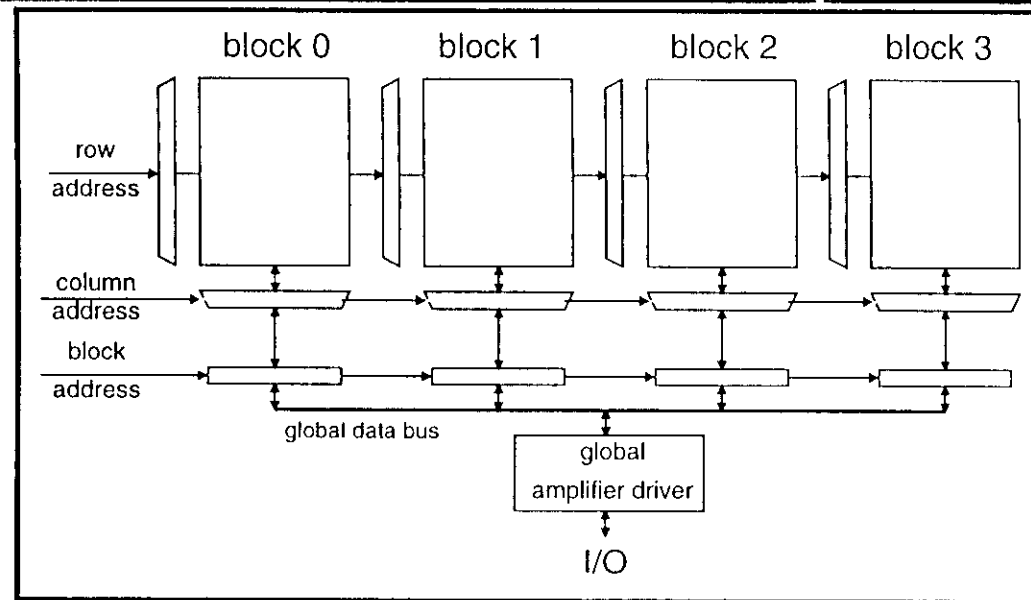 block 0
block 1
block 2
block 3
row
address
column
address
block
address
global data bus
global
amplifier driver
I/O